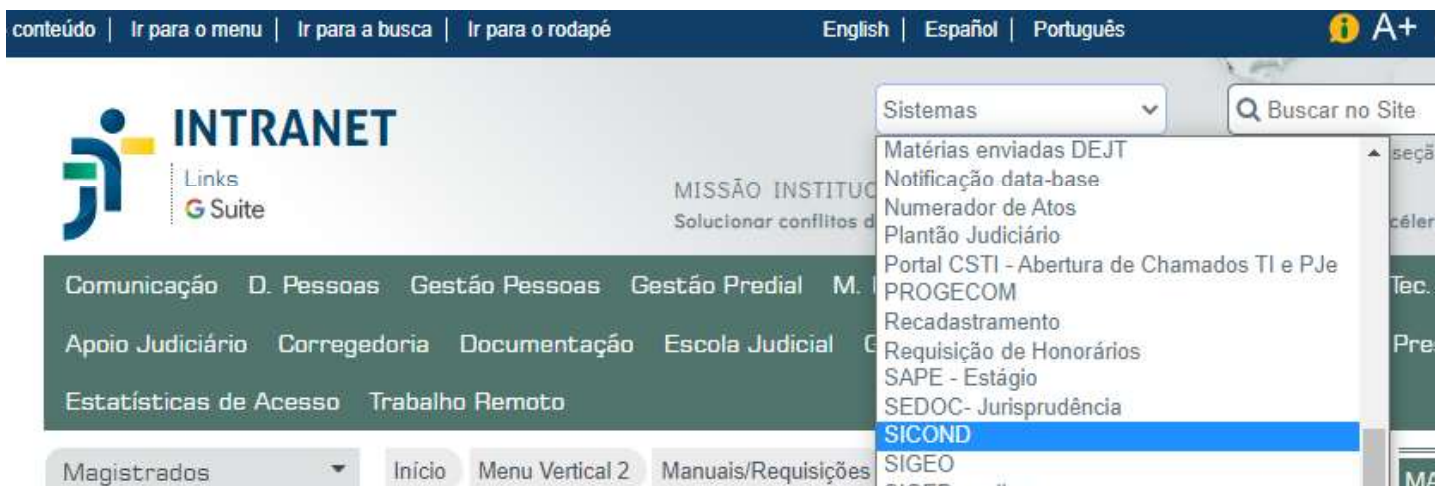 conteúdo | Ir para o menu | Ir para a busca | Ir para o rodapé English | Español | Português A+
Sistemas Buscar no Site
INTRANET
Matérias enviadas DEJT
Links
Notificação data-base
MISSÃO INSTITUC
G Suite
Numerador de Atos
Solucionar conflitos d
Plantão Judiciário
Portal CSTI - Abertura de Chamados TI e PJe
Comunicação D. Pessoas Gestão Pessoas Gestão Predial M. Tec.
PROGECOM
Recadastramento
Apoio Judiciário Corregedoria Documentação Escola Judicial
Requisição de Honorários
SAPE - Estágio
Estatísticas de Acesso Trabalho Remoto
SEDOC- Jurisprudência
SICOND
Magistrados Início Menu Vertical 2 Manuais/Requisições
SIGEO